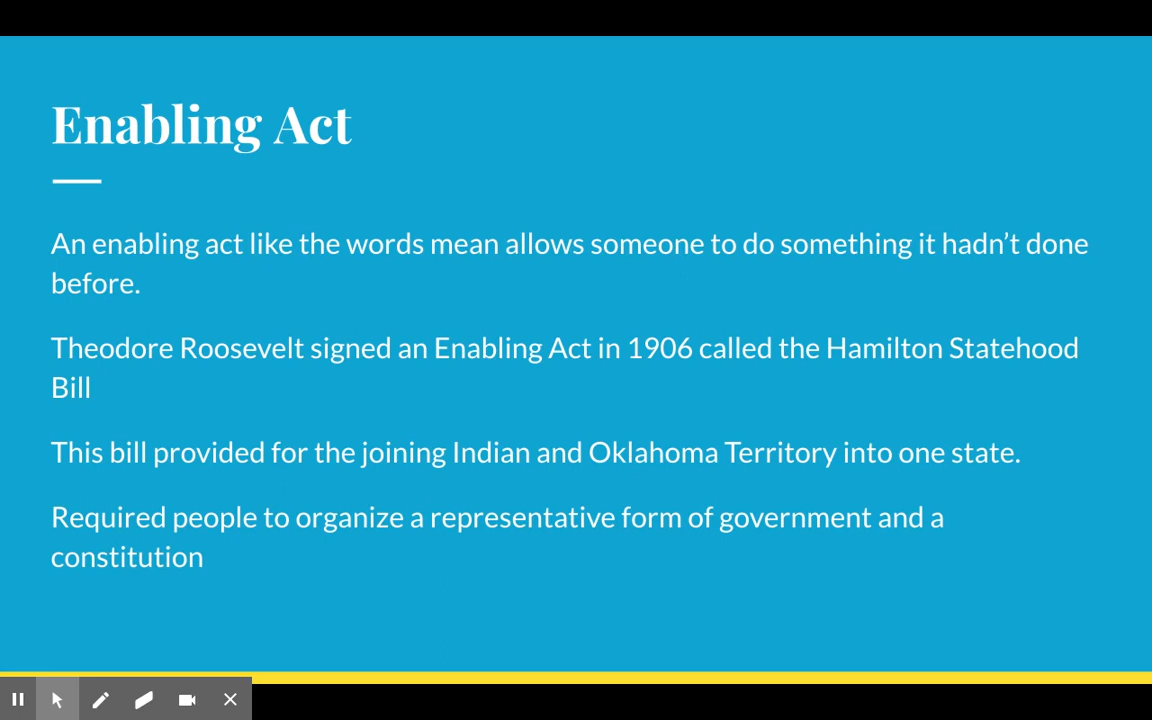 Enabling Act
An enabling act like the words mean allows someone to do something it hadn’t done
before.
Theodore Roosevelt signed an Enabling Act in 1906 called the Hamilton Statehood
Bill
This bill provided for the joining Indian and Oklahoma Territory into one state.
Required people to organize a representative form of government and a
constitution